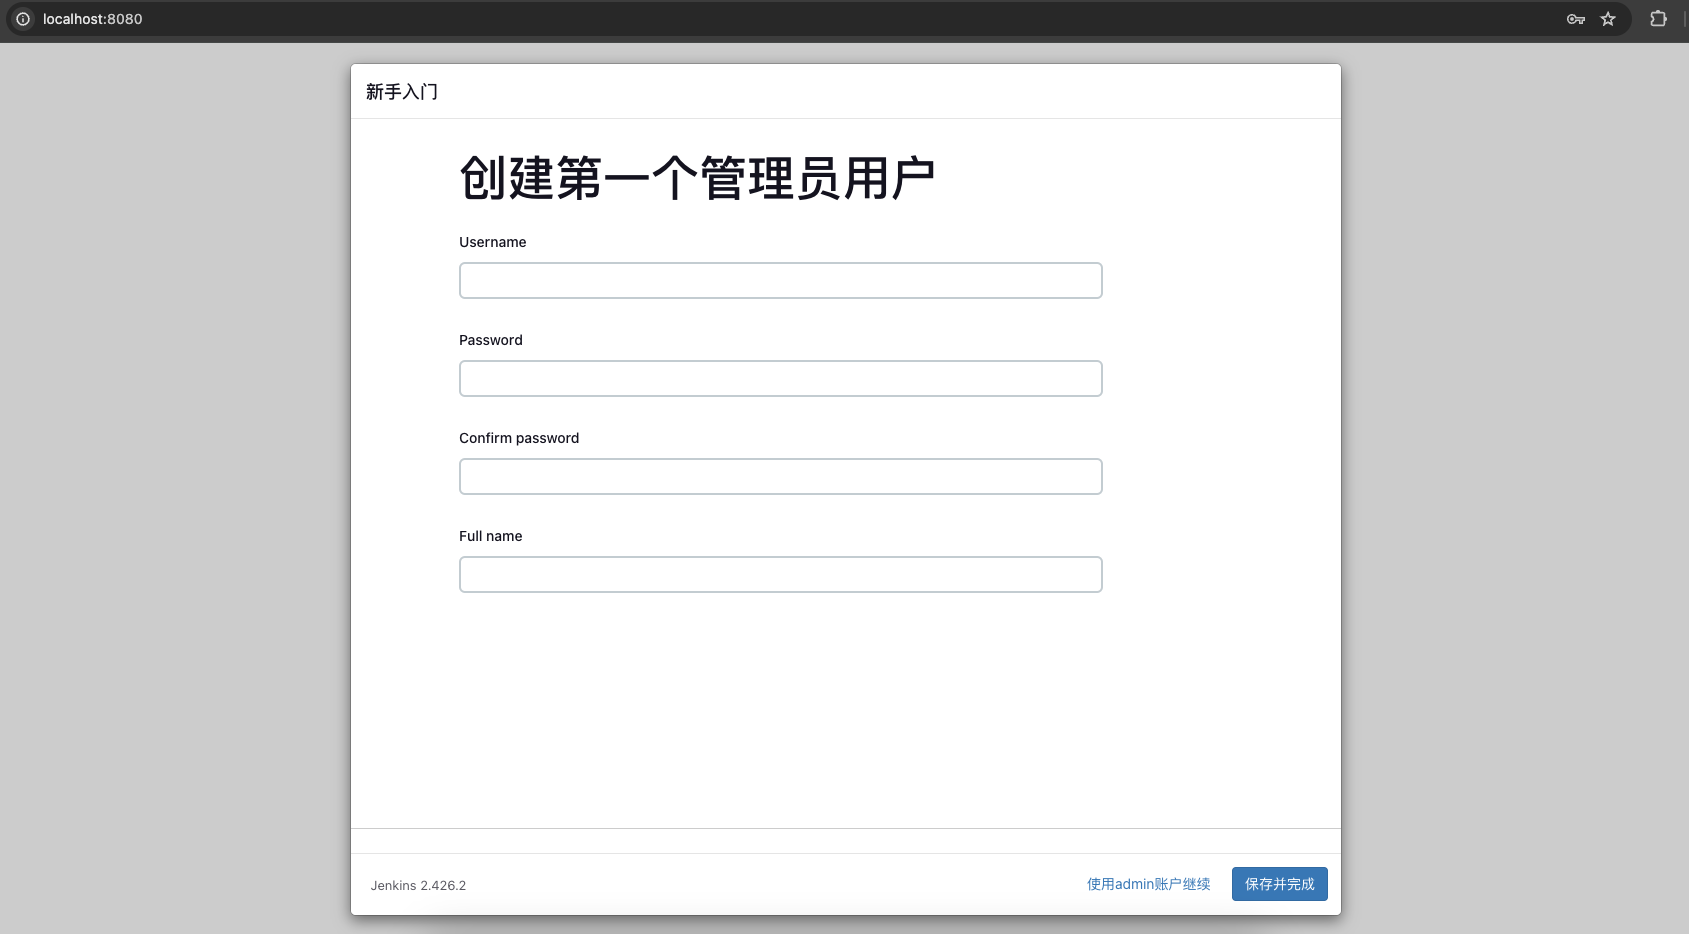 localhost:8080
新手入门
创建第一个管理员用户
Username
Password
Confirm password
Full name
Jenkins 2.426.2
使用admin账户继续
保存并完成